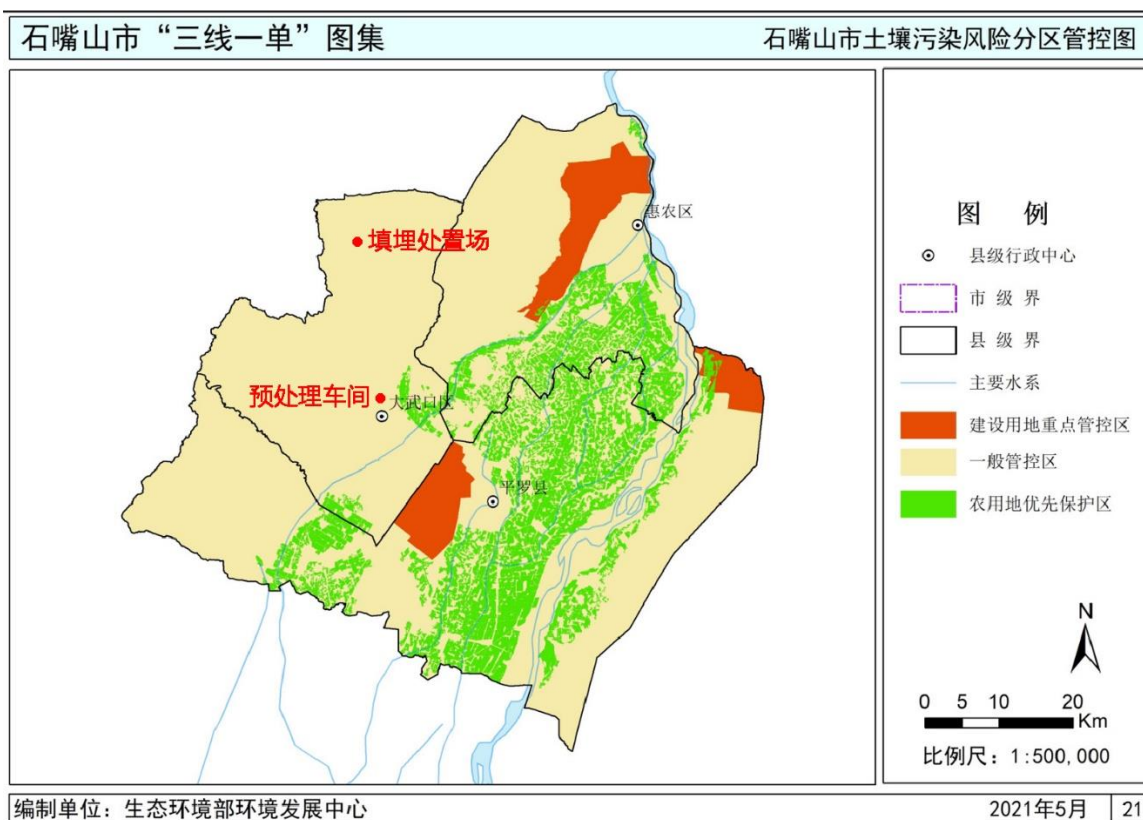 石嘴山市“三线一单”图集
石嘴山市土壤污染风险分区管控图
惠农区
填埋处置场
预处理车间
大武口区
平罗县
图 例
县级行政中心
市 级 界
县 级 界
主要水系
建设用地重点管控区
一般管控区
农用地优先保护区
N
0 5 10 20
Km
比例尺：1:500,000
编制单位：生态环境部环境发展中心
2021年5月
21